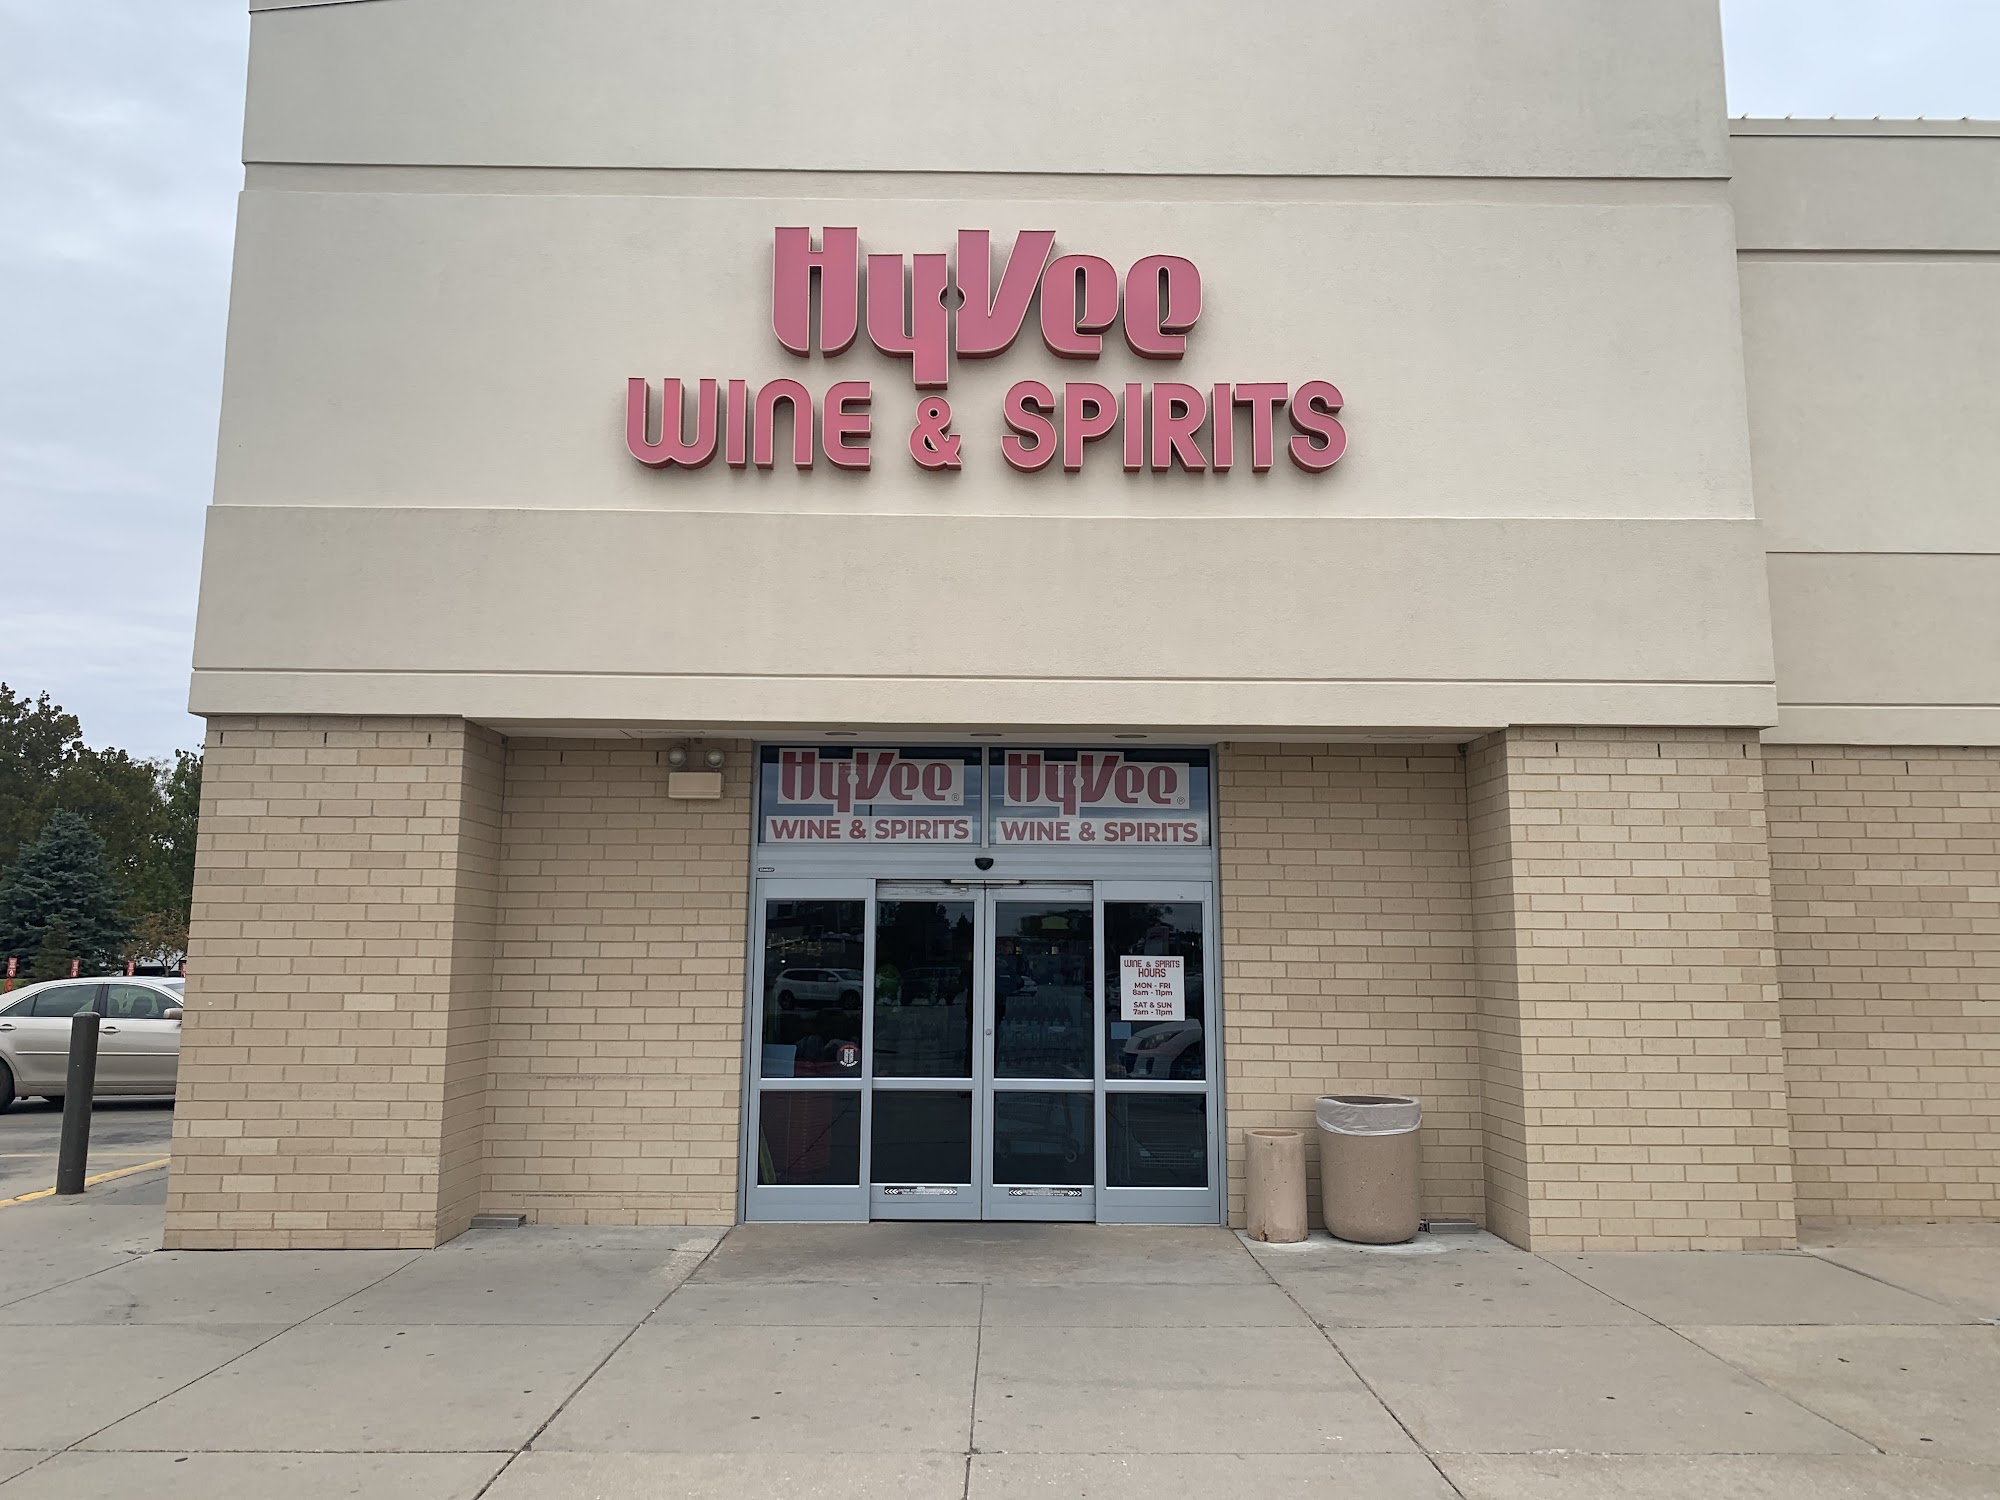 HyVee
WINE & SPIRITS
HyVee®
WINE & SPIRITS
HyVee®
WINE & SPIRITS
WINE & SPIRITS
HOURS
MON - FRI
8am - 11pm
SAT & SUN
7am - 11pm